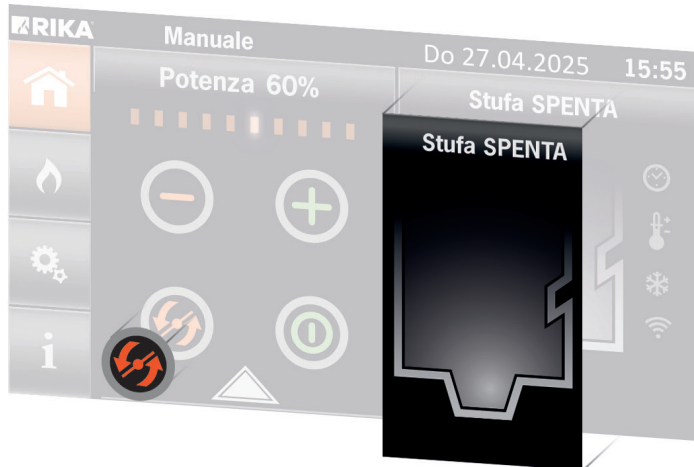 RIKA
Manuale
Do 27.04.2025 15:55
Potenza 60%
Stufa SPENTA
Stufa SPENTA
i